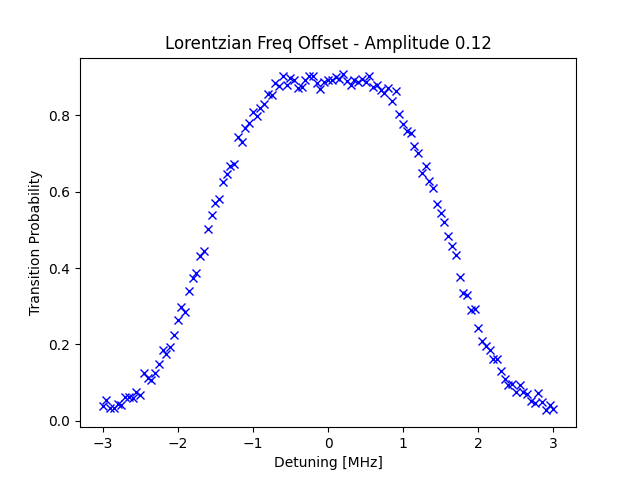 Lorentzian Freq Offset - Amplitude 0.12
Transition Probability
0.8
0.6
0.4
0.2
0.0
−3 −2 −1 0 1 2 3
Detuning [MHz]